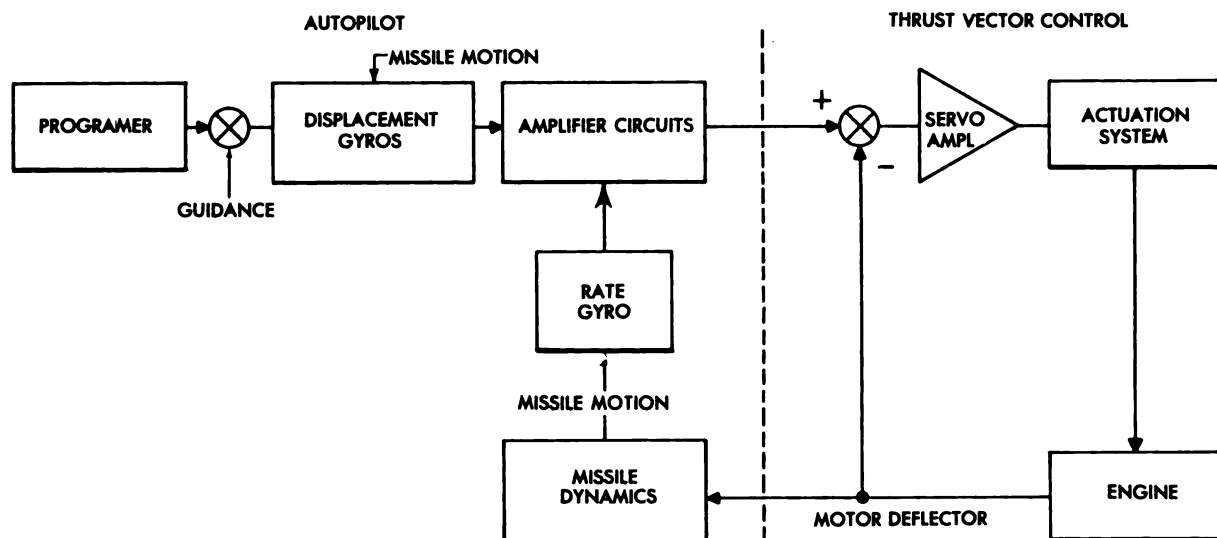 AUTOPILOT
THRUST VECTOR CONTROL
MISSILE MOTION
PROGRAMER
DISPLACEMENT
GYROS
AMPLIFIER CIRCUITS
+
-
SERVO
AMPL
ACTUATION
SYSTEM
GUIDANCE
RATE
GYRO
MISSILE MOTION
MISSILE
DYNAMICS
MOTOR DEFLECTOR
ENGINE